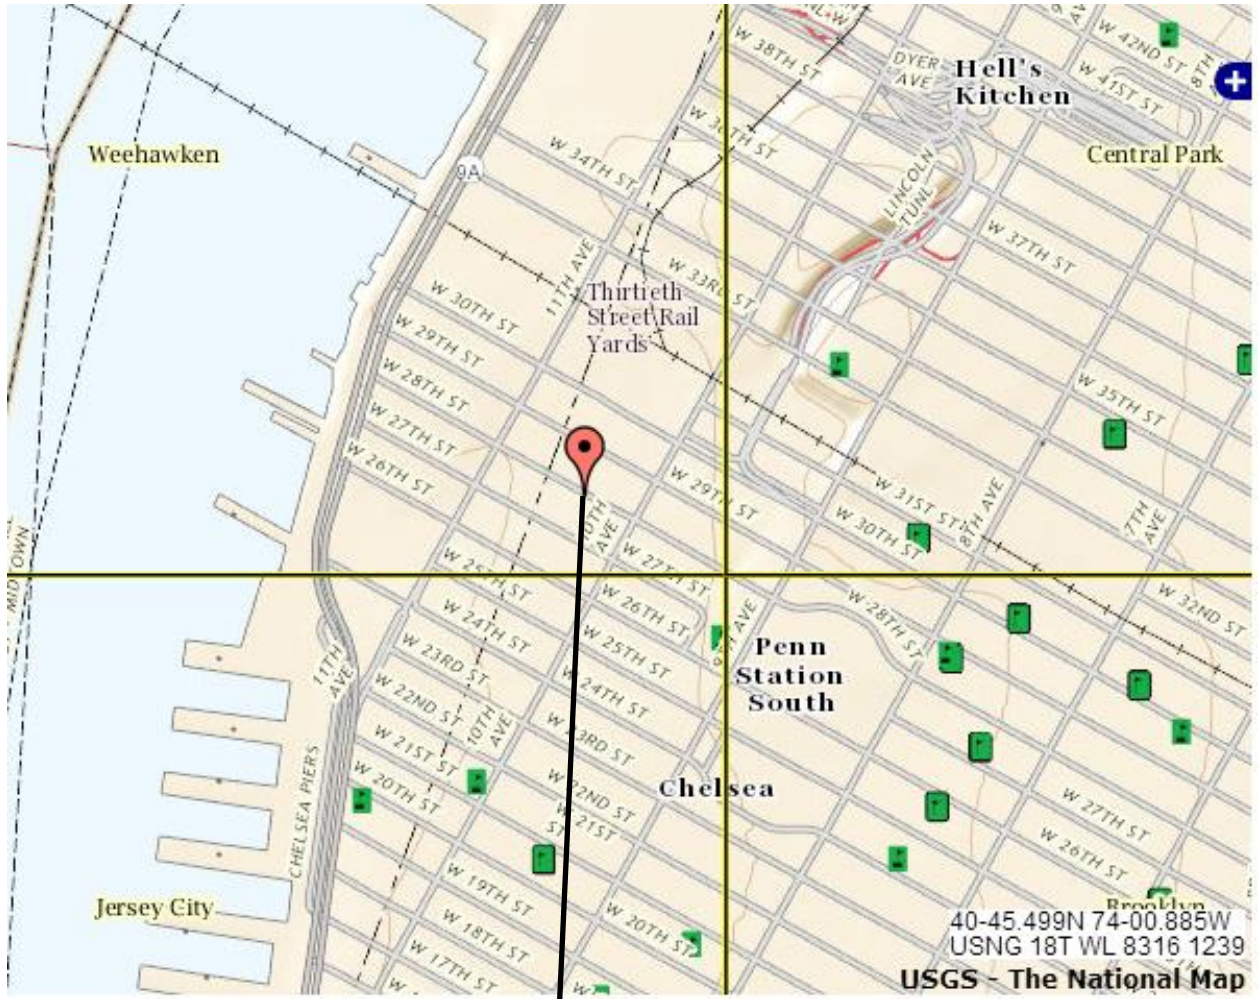 W 42ND ST
8TH
DYER
AVE
Hell's
Kitchen
W 38TH ST
W 41ST ST
W 36TH ST
Weehawken
Central Park
W 34TH ST
9A
LINCOLN
TUNL
W 37TH ST
11TH AVE
W 33RD ST
W 30TH ST
Thirtieth
Street Rail
Yards
W 29TH ST
W 28TH ST
W 35TH ST
W 27TH ST
W 26TH ST
W 29TH ST
W 31ST ST
8TH AVE
7TH
AVE
W 30TH ST
10TH
AVE
W 27TH ST
W 25TH ST
W 26TH ST
W 28TH ST
W 32ND ST
W 24TH ST
W 25TH ST
9TH AVE
Penn
Station
South
W 23RD ST
11TH
AVE
W 24TH ST
W 22ND ST
10TH
AVE
W 23RD ST
W 21ST ST
W 20TH ST
W 22ND ST
Chelsea
W 21ST
ST
CHELSEA PIERS
W 27TH ST
W 26TH ST
W 19TH ST
Jersey City
W 20TH ST
Brooklyn
W 18TH ST
W 17TH ST
40-45.499N 74-00.885W
USNG 18T WL 8316 1239
USGS - The National Map